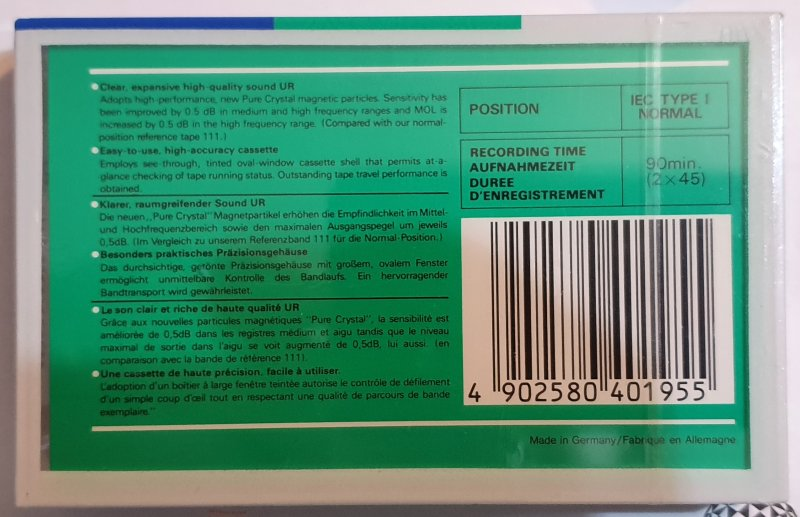 Clear, expansive high-quality sound UR
Adopts high-performance, new Pure Crystal magnetic particles. Sensitivity has
been improved by 0.5 dB in medium and high frequency ranges and MOL is
increased by 0.5 dB in the high frequency range. (Compared with our normal-
position reference tape 111.)
Easy-to-use, high-accuracy cassette
Employs see-through, tinted oval-window cassette shell that permits at-a-
glance checking of tape running status. Outstanding tape travel performance is
obtained.
Klarer, raumgreifender Sound UR
Die neuen,,Pure Crystal''Magnetpartikel erhöhen die Empfindlichkeit im Mittel-
und Hochfrequenzbereich sowie den maximalen Ausgangspegel um jeweils
0,5dB. (Im Vergleich zu unserem Referenzband 111 für die Normal-Position.)
Besonders praktisches Präzisionsgehäuse
Das durchsichtige, getönte Präzisionsgehäuse mit großem, ovalem Fenster
ermöglicht unmittelbare Kontrolle des Bandlaufs. Ein hervorragender
Bandtransport wird gewährleistet.
Le son clair et riche de haute qualité UR
Grâce aux nouvelles particules magnétiques ''Pure Crystal'', la sensibilité est
améliorée de 0,5dB dans les registres médium et aigu tandis que le niveau
maximal de sortie dans l'aigu se voit augmenté de 0,5dB, lui aussi. (en
comparaison avec la bande de référence 111).
Une cassette de haute précision, facile à utiliser.
L'adoption d'un boîtier à large fenêtre teintée autorise le contrôle de défilement
d'un simple coup d'œil tout en respectant une qualité de parcours de bande
exemplaire.''
POSITION
IEC TYPE I
NORMAL
RECORDING TIME
AUFNAHMEZEIT
DUREE
D'ENREGISTREMENT
90min.
(2×45)
4 902580 401955
Made in Germany/Fabriqué en Allemagne